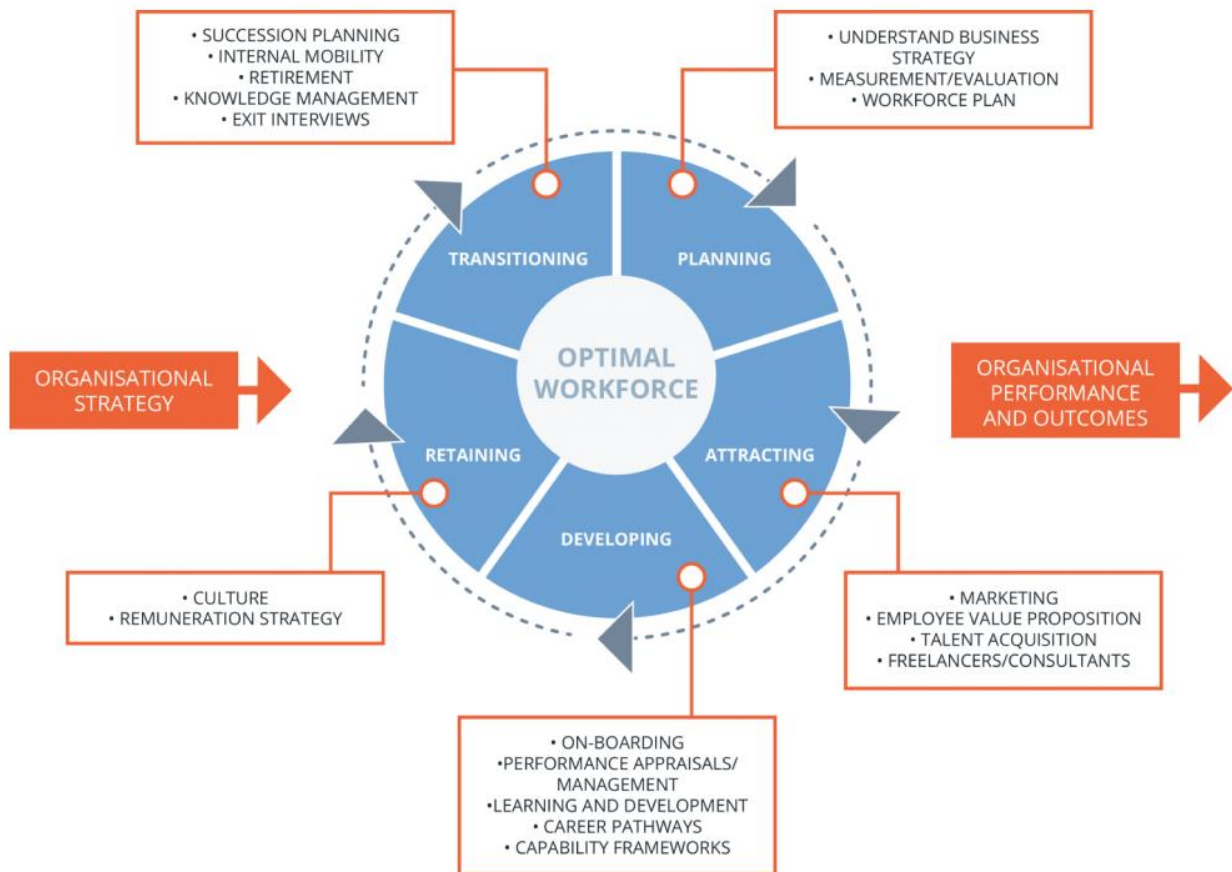 • SUCCESSION PLANNING
• INTERNAL MOBILITY
• RETIREMENT
• KNOWLEDGE MANAGEMENT
• EXIT INTERVIEWS
• UNDERSTAND BUSINESS
STRATEGY
• MEASUREMENT/EVALUATION
• WORKFORCE PLAN
TRANSITIONING
PLANNING
OPTIMAL
WORKFORCE
ORGANISATIONAL
STRATEGY
ORGANISATIONAL
PERFORMANCE
AND OUTCOMES
RETAINING
ATTRACTING
DEVELOPING
• CULTURE
• REMUNERATION STRATEGY
• MARKETING
• EMPLOYEE VALUE PROPOSITION
• TALENT ACQUISITION
• FREELANCERS/CONSULTANTS
• ON-BOARDING
•PERFORMANCE APPRAISALS/
MANAGEMENT
•LEARNING AND DEVELOPMENT
• CAREER PATHWAYS
• CAPABILITY FRAMEWORKS